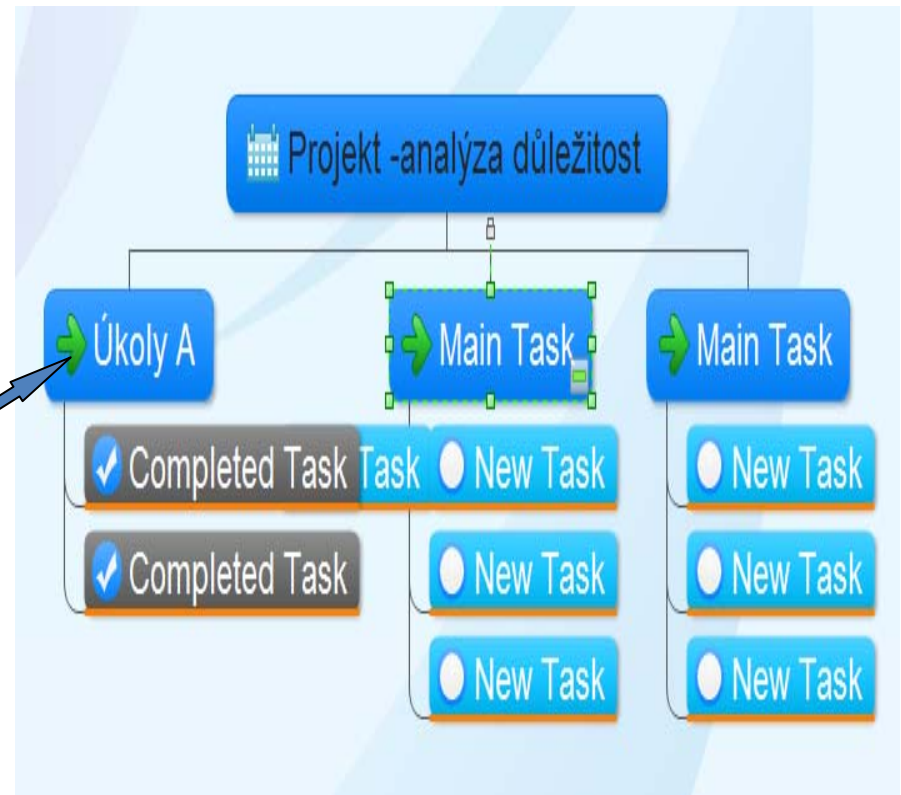 Projekt -analýza důležitost
Úkoly A
Main Task
Main Task
Completed Task
Task
New Task
New Task
Completed Task
New Task
New Task
New Task
New Task